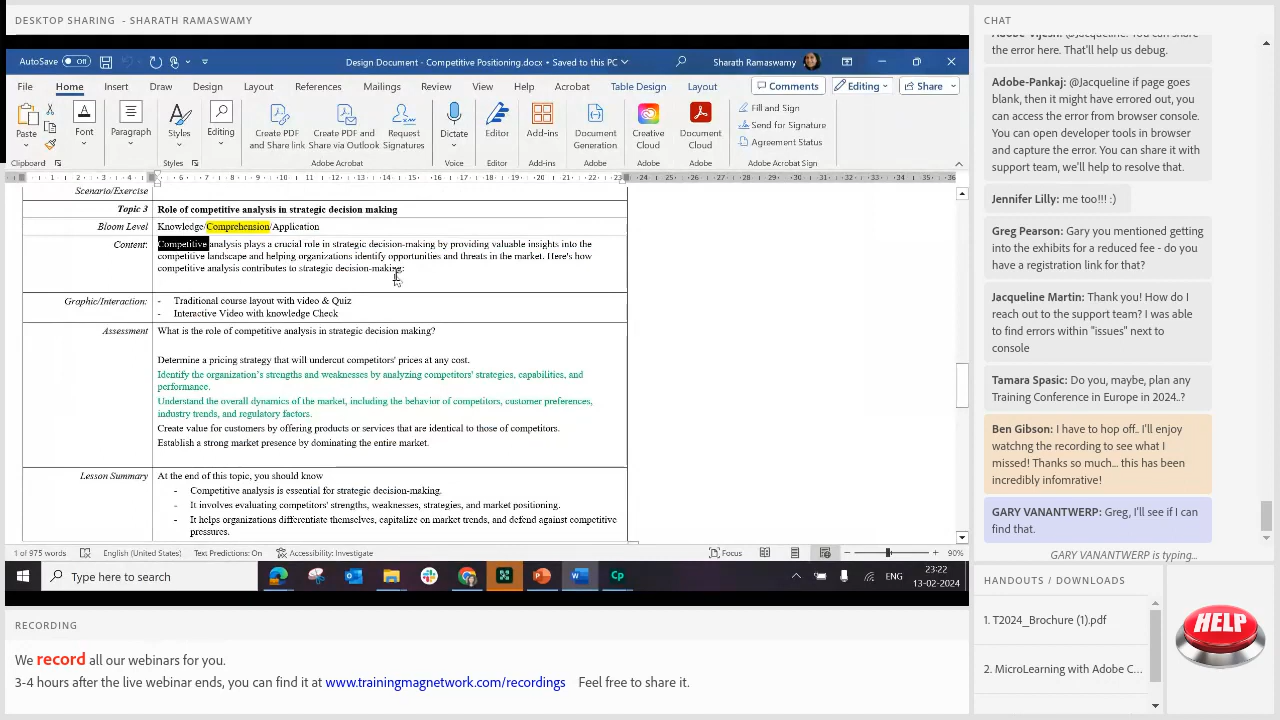 DESKTOP SHARING - SHARATH RAMASWAMY
AutoSave Off
Design Document - Competitive Positioning.docx • Saved to this PC
Sharath Ramaswamy
File Home Insert Draw Design Layout References Mailings Review View Help Acrobat Table Design Layout
Comments Editing Share
Paste Font Paragraph Styles Editing
Create PDF and Share link
Create PDF and Share via Outlook
Request Signatures
Dictate Editor Add-ins
Document Generation
Creative Cloud
Document Cloud
Fill and Sign
Send for Signature
Agreement Status
Clipboard Styles Adobe Acrobat Voice Editor Add-ins Adobe Acrobat
Scenario/Exercise
Topic 3 Role of competitive analysis in strategic decision making
Bloom Level Knowledge/Comprehension/Application
Content: Competitive analysis plays a crucial role in strategic decision-making by providing valuable insights into the
competitive landscape and helping organizations identify opportunities and threats in the market. Here's how
competitive analysis contributes to strategic decision-making:
Graphic/Interaction: - Traditional course layout with video & Quiz
- Interactive Video with knowledge Check
Assessment What is the role of competitive analysis in strategic decision making?
Determine a pricing strategy that will undercut competitors' prices at any cost.
Identify the organization's strengths and weaknesses by analyzing competitors' strategies, capabilities, and
performance.
Understand the overall dynamics of the market, including the behavior of competitors, customer preferences,
industry trends, and regulatory factors.
Create value for customers by offering products or services that are identical to those of competitors.
Establish a strong market presence by dominating the entire market.
Lesson Summary At the end of this topic, you should know
- Competitive analysis is essential for strategic decision-making.
- It involves evaluating competitors' strengths, weaknesses, strategies, and market positioning.
- It helps organizations differentiate themselves, capitalize on market trends, and defend against competitive
pressures.
1 of 975 words English (United States) Text Predictions: On Accessibility: Investigate Focus 90%
Type here to search
ENG
23:22
13-02-2024
RECORDING
We record all our webinars for you.
3-4 hours after the live webinar ends, you can find it at www.trainingmagnetwork.com/recordings Feel free to share it.
CHAT
Adobe-Vijesh: @Jacqueline! You can share
the error here. That'll help us debug.
Adobe-Pankaj: @Jacqueline if page goes
blank, then it might have errored out, you
can access the error from browser console.
You can open developer tools in browser
and capture the error. You can share it with
support team, we'll help to resolve that.
Jennifer Lilly: me too!!! :)
Greg Pearson: Gary you mentioned getting
into the exhibits for a reduced fee - do you
have a registration link for that?
Jacqueline Martin: Thank you! How do I
reach out to the support team? I was able
to find errors within "issues" next to
console
Tamara Spasic: Do you, maybe, plan any
Training Conference in Europe in 2024..?
Ben Gibson: I have to hop off.. I'll enjoy
watchng the recording to see what I
missed! Thanks so much... this has been
incredibly infomrative!
GARY VANANTWERP: Greg, I'll see if I can
find that.
GARY VANANTWERP is typing...
HANDOUTS / DOWNLOADS
1. T2024_Brochure (1).pdf
2. MicroLearning with Adobe C...
HELP